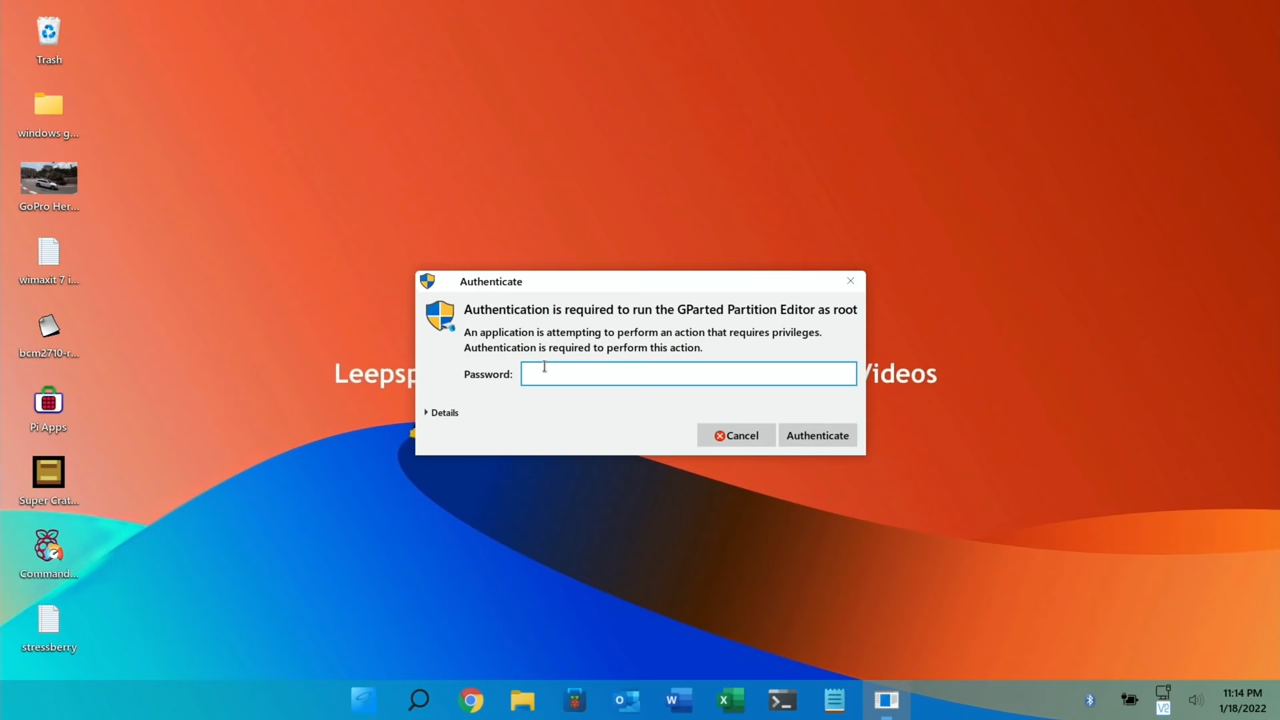 Trash
windows g...
GoPro Her...
wimaxit 7 i...
bcm2710-r...
Pi Apps
Super Crat...
Command...
stressberry
Authenticate
Authentication is required to run the GParted Partition Editor as root
An application is attempting to perform an action that requires privileges.
Authentication is required to perform this action.
Password:
Details
Cancel
Authenticate
Leepsp
Videos
V2
11:14 PM
1/18/2022